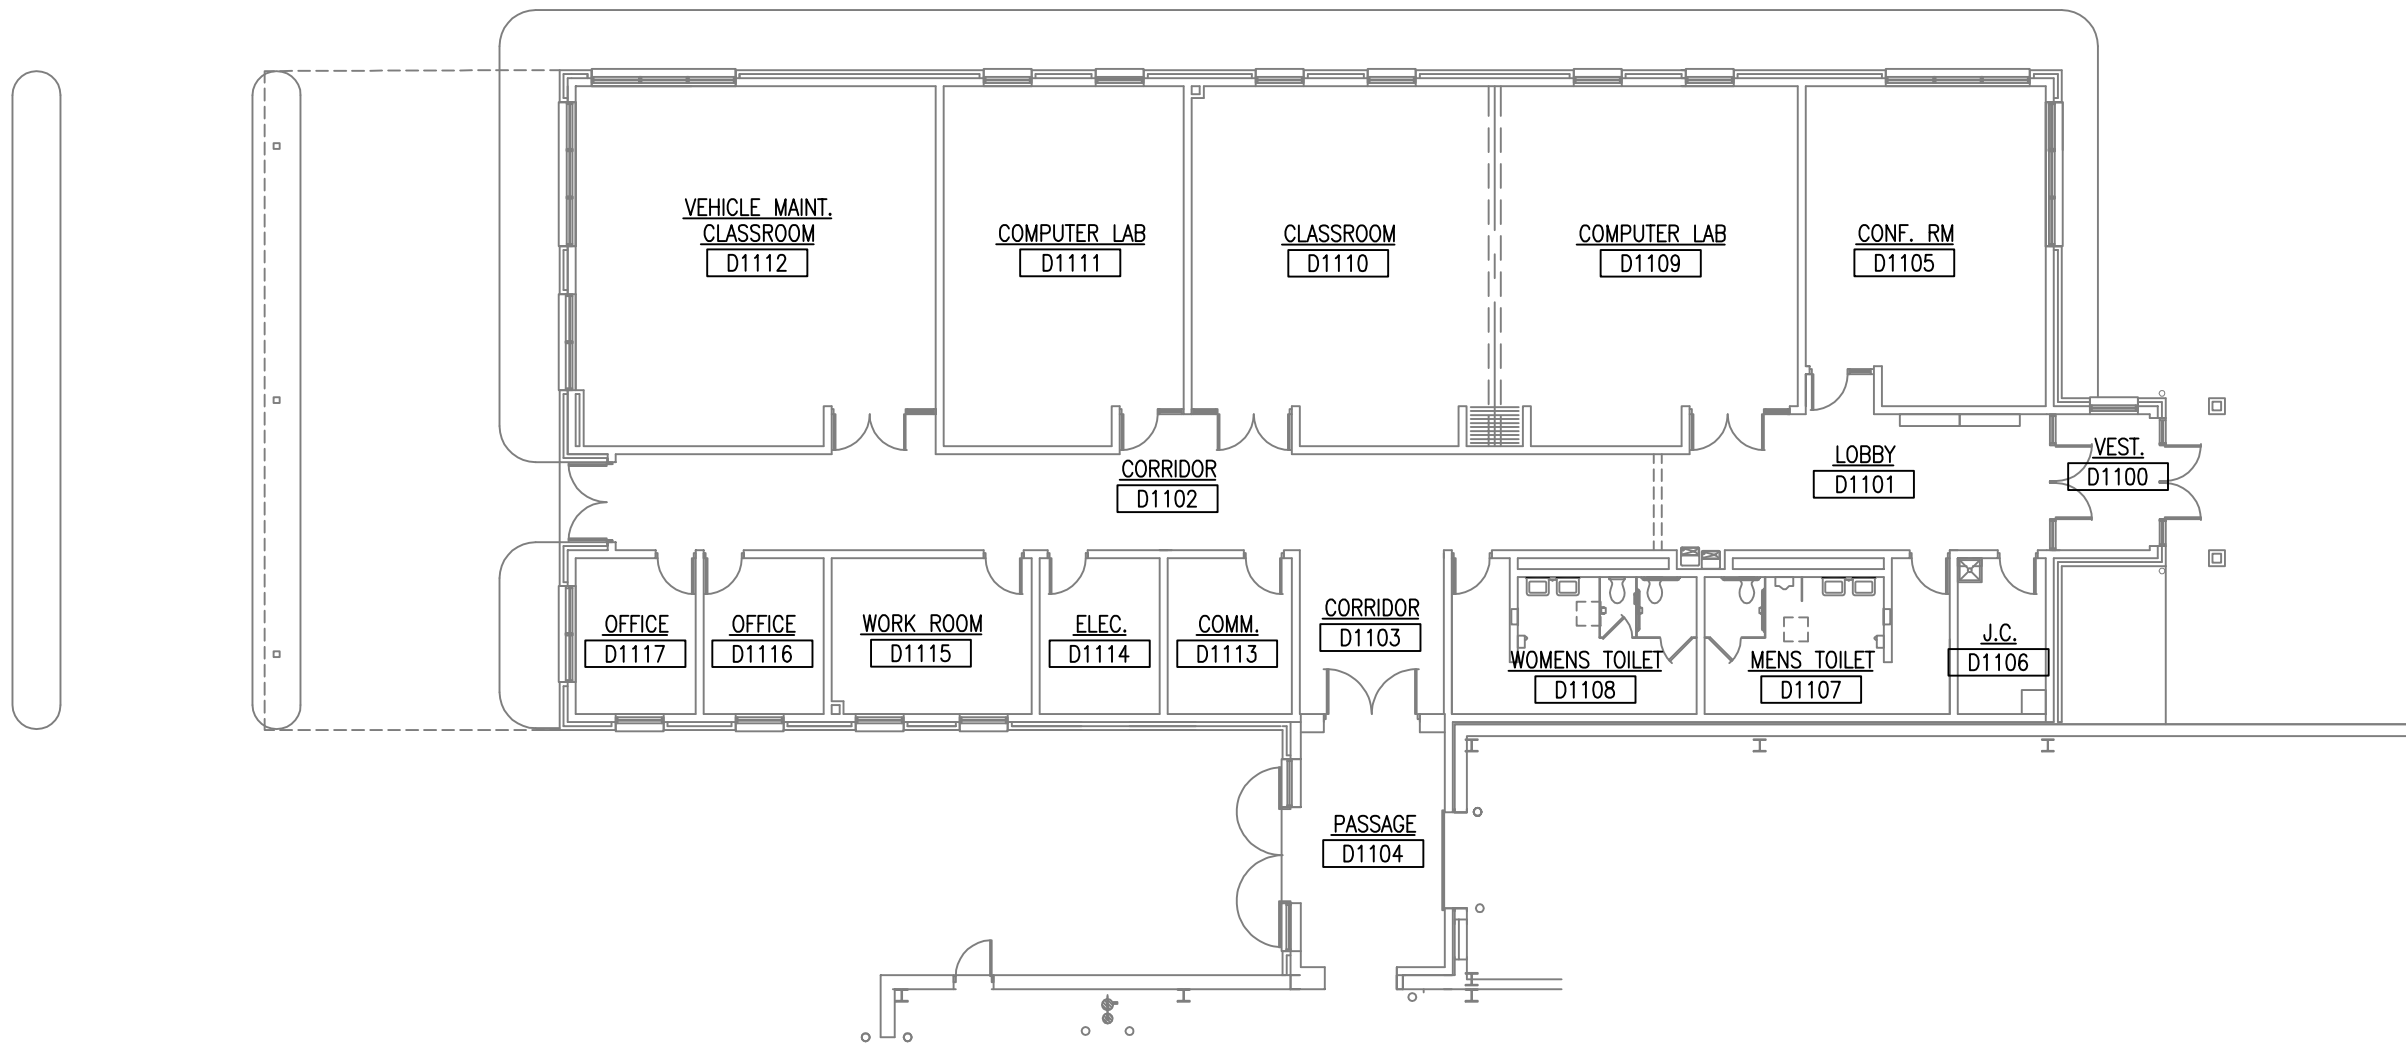 VEHICLE MAINT.
CLASSROOM
D1112
COMPUTER LAB
D1111
CLASSROOM
D1110
COMPUTER LAB
D1109
CONF. RM
D1105
CORRIDOR
D1102
LOBBY
D1101
VEST.
D1100
OFFICE
D1117
OFFICE
D1116
WORK ROOM
D1115
ELEC.
D1114
COMM.
D1113
CORRIDOR
D1103
WOMENS TOILET
D1108
MENS TOILET
D1107
J.C.
D1106
PASSAGE
D1104